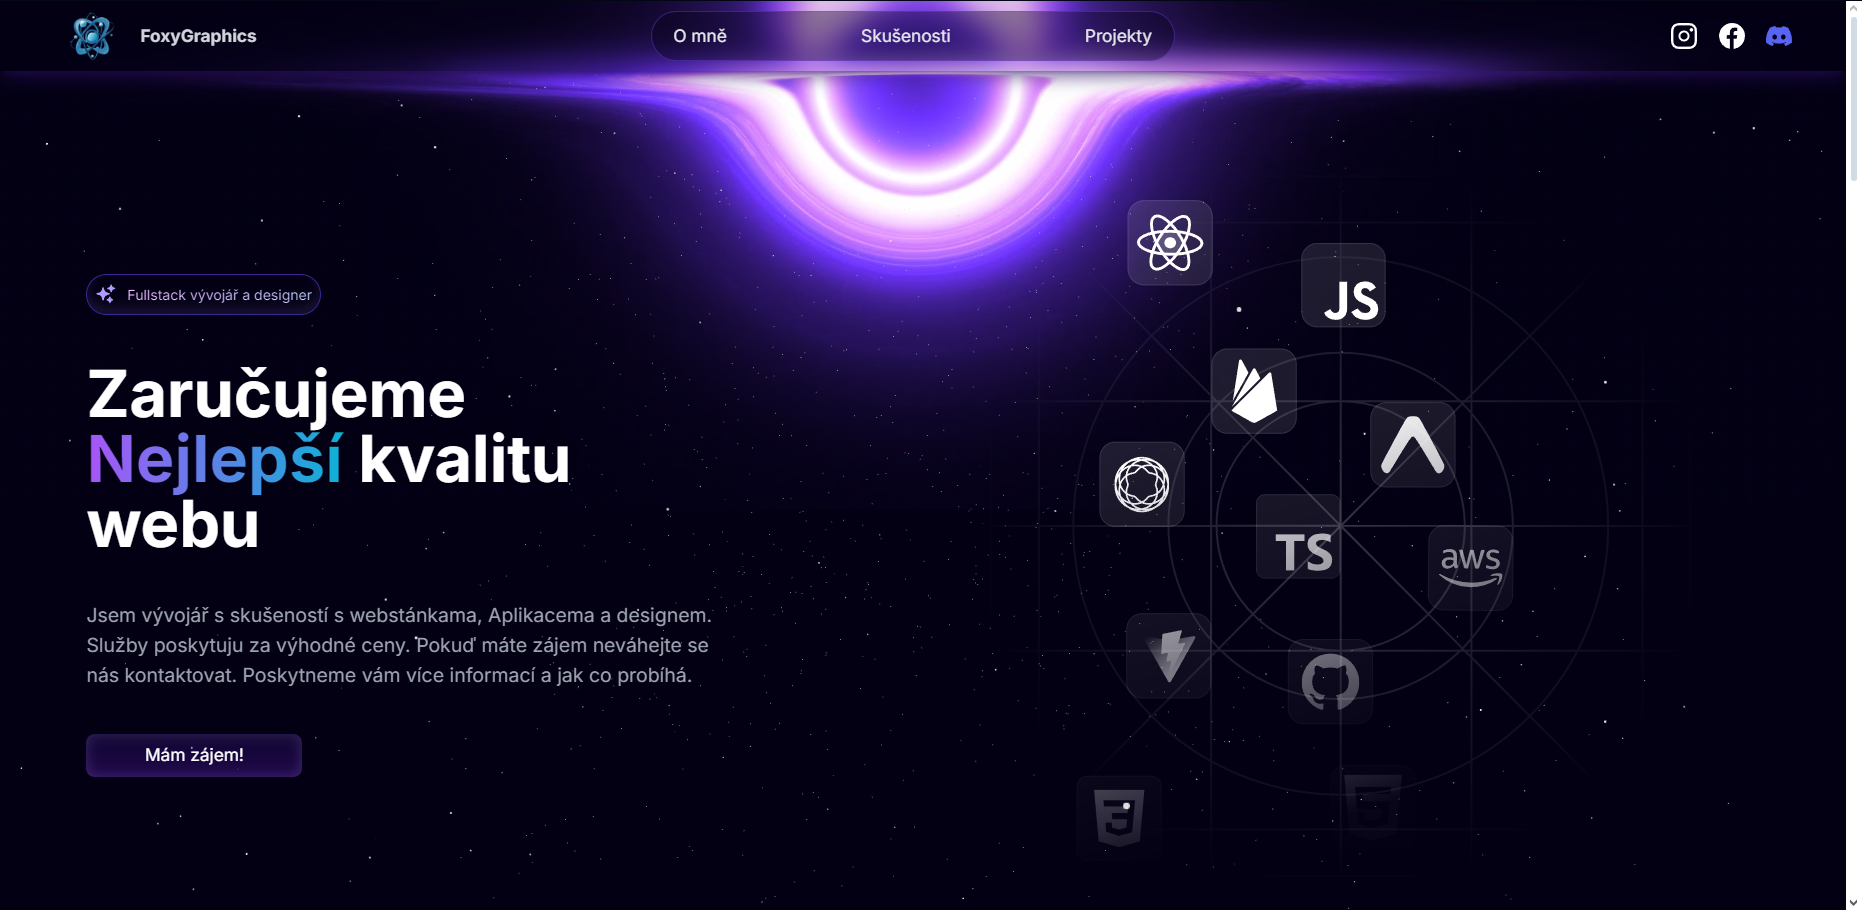 FoxyGraphics
O mně
Skušenosti
Projekty
Fullstack vývojář a designer
Zaručujeme
Nejlepší kvalitu
webu
Jsem vývojář s skušeností s webstánkama, Aplikacema a designem.
Služby poskytuju za výhodné ceny. Pokuď máte zájem neváhejte se
nás kontaktovat. Poskytneme vám více informací a jak co probíhá.
Mám zájem!
JS
TS
aws
3